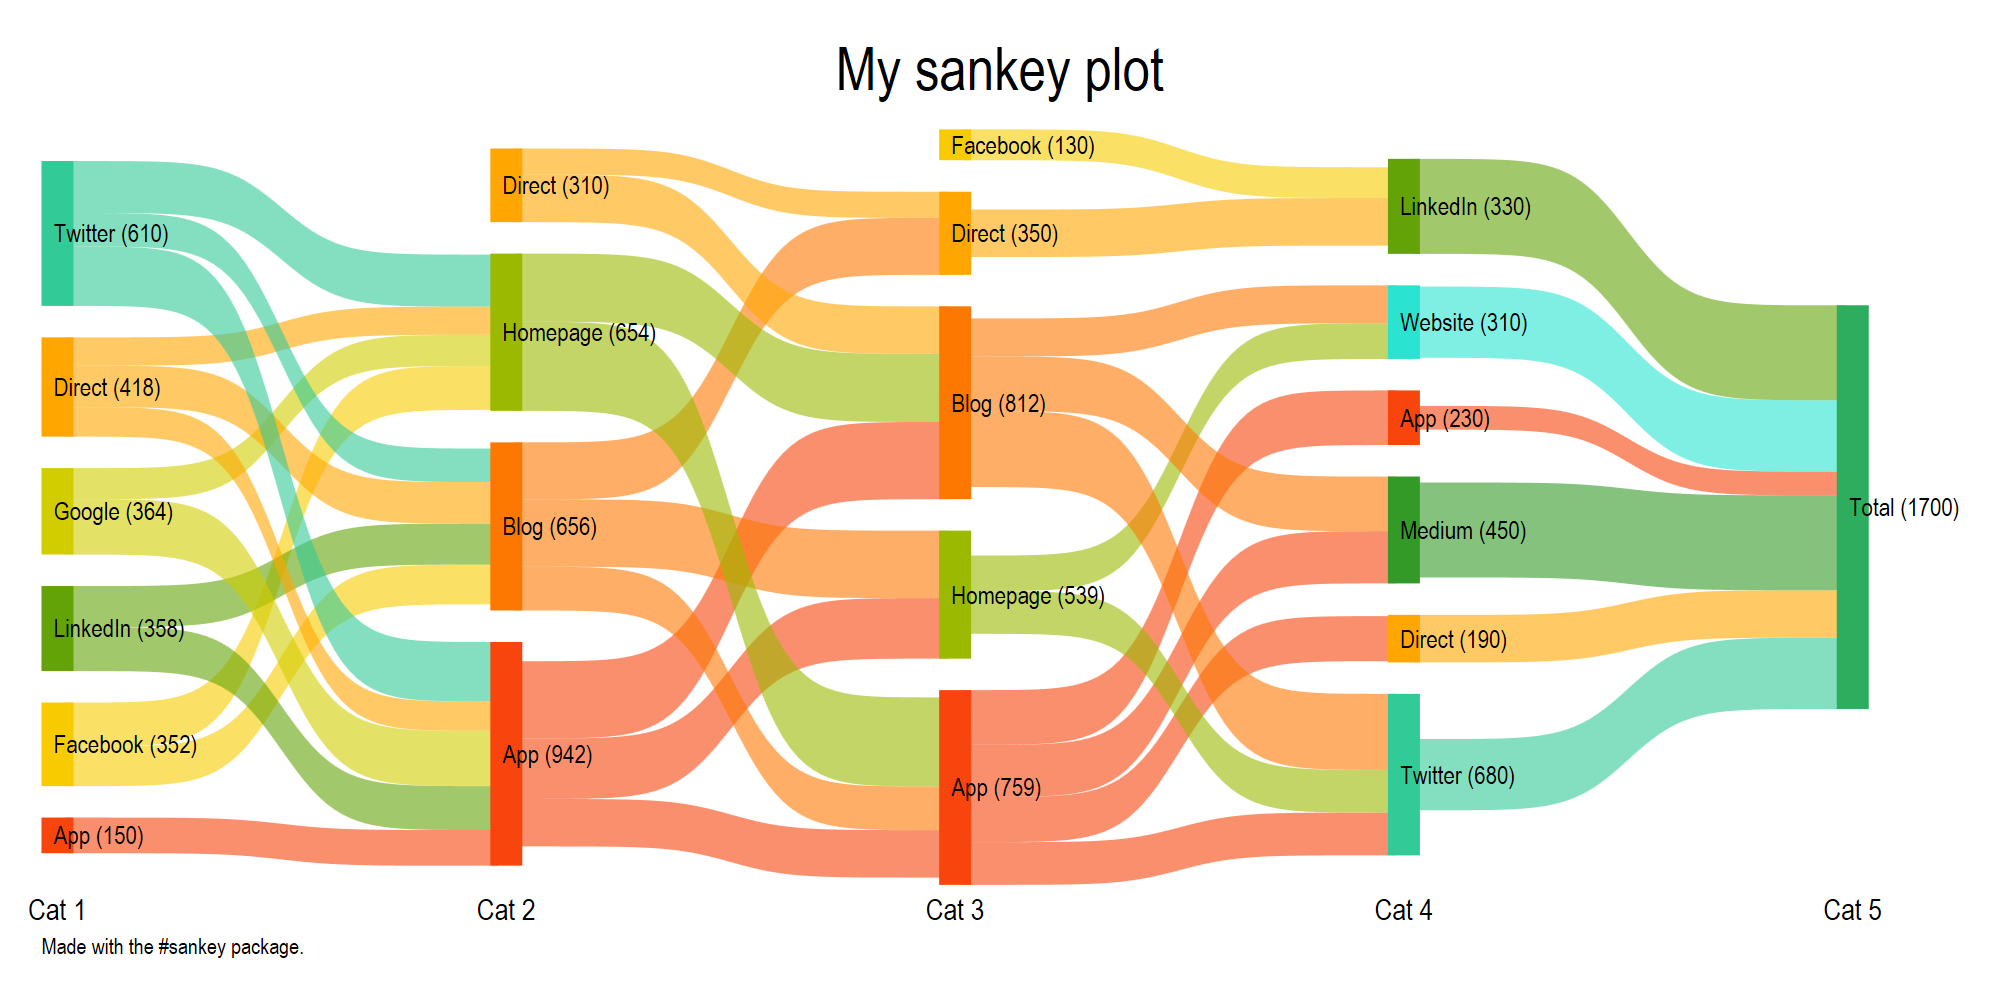 My sankey plot
Twitter (610)
Direct (418)
Google (364)
LinkedIn (358)
Facebook (352)
App (150)
Direct (310)
Homepage (654)
Blog (656)
App (942)
Facebook (130)
Direct (350)
Blog (812)
Homepage (539)
App (759)
LinkedIn (330)
Website (310)
App (230)
Medium (450)
Direct (190)
Twitter (680)
Total (1700)
Cat 1
Cat 2
Cat 3
Cat 4
Cat 5
Made with the #sankey package.